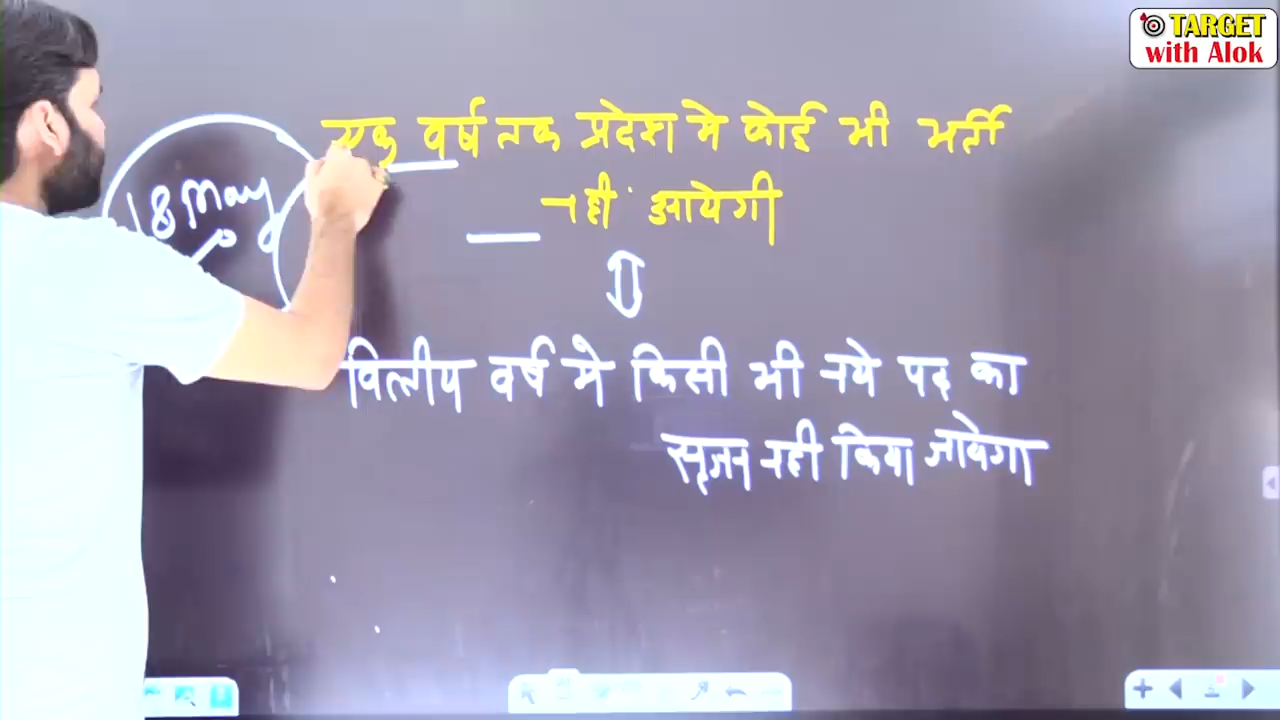 TARGET
with Alok
एक वर्ष तक प्रदेश मे कोई भी भर्ती
नही आयेगी
18 May
वित्तीय वर्ष मे किसी भी नये पद का
सृजन नही किया जायेगा